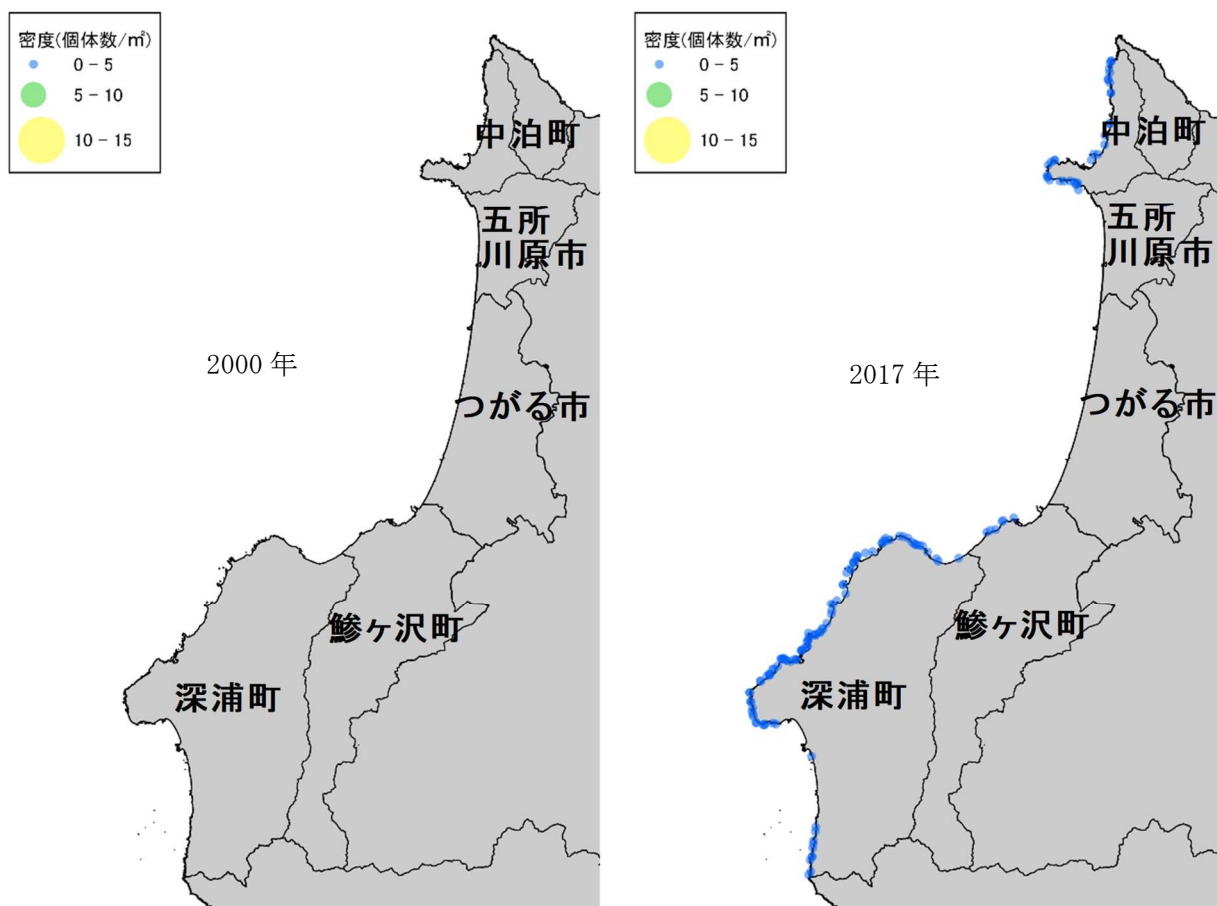 密度(個体数/㎡)
0 - 5
5 - 10
10 - 15
中泊町
五所
川原市
2000 年
つがる市
鰺ヶ沢町
深浦町
密度(個体数/㎡)
0 - 5
5 - 10
10 - 15
中泊町
五所
川原市
2017 年
つがる市
鰺ヶ沢町
深浦町